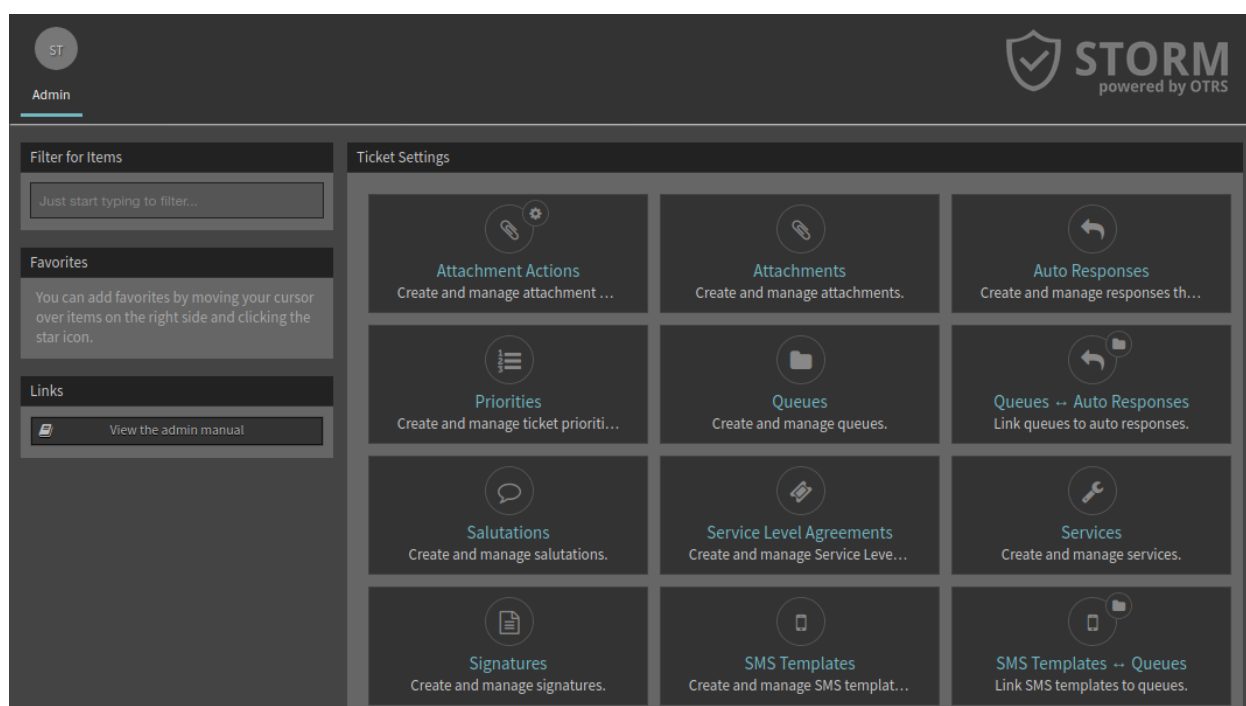 ST
Admin
STORM
powered by OTRS
Filter for Items
Just start typing to filter...
Favorites
You can add favorites by moving your cursor
over items on the right side and clicking the
star icon.
Links
View the admin manual
Ticket Settings
Attachment Actions
Create and manage attachment …
Attachments
Create and manage attachments.
Auto Responses
Create and manage responses th…
1
2
3
Priorities
Create and manage ticket prioriti…
Queues
Create and manage queues.
Queues ↔ Auto Responses
Link queues to auto responses.
Salutations
Create and manage salutations.
Service Level Agreements
Create and manage Service Leve…
Services
Create and manage services.
Signatures
Create and manage signatures.
SMS Templates
Create and manage SMS templat…
SMS Templates ↔ Queues
Link SMS templates to queues.